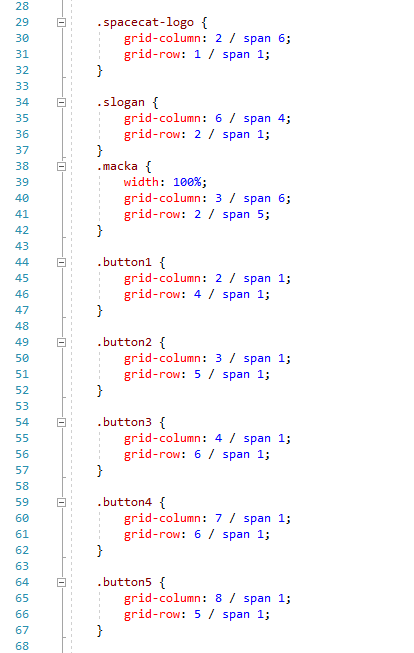 28
29 .spacecat-logo {
30 grid-column: 2 / span 6;
31 grid-row: 1 / span 1;
32 }
33
34 .slogan {
35 grid-column: 6 / span 4;
36 grid-row: 2 / span 1;
37 }
38 .macka {
39 width: 100%;
40 grid-column: 3 / span 6;
41 grid-row: 2 / span 5;
42 }
43
44 .button1 {
45 grid-column: 2 / span 1;
46 grid-row: 4 / span 1;
47 }
48
49 .button2 {
50 grid-column: 3 / span 1;
51 grid-row: 5 / span 1;
52 }
53
54 .button3 {
55 grid-column: 4 / span 1;
56 grid-row: 6 / span 1;
57 }
58
59 .button4 {
60 grid-column: 7 / span 1;
61 grid-row: 6 / span 1;
62 }
63
64 .button5 {
65 grid-column: 8 / span 1;
66 grid-row: 5 / span 1;
67 }
68